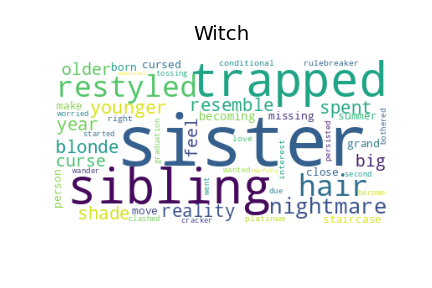 Witch
conditional rulebreaker
older born cursed
tossing
restyled trapped
make younger resemble spent
worried right becoming missing summer
year started graduation feel bothered
sister
blonde love persisted grand
curse wander wanted interest close second big
person sibling went due hair become
shade move reality nightmare
clashed cracker platinum staircase